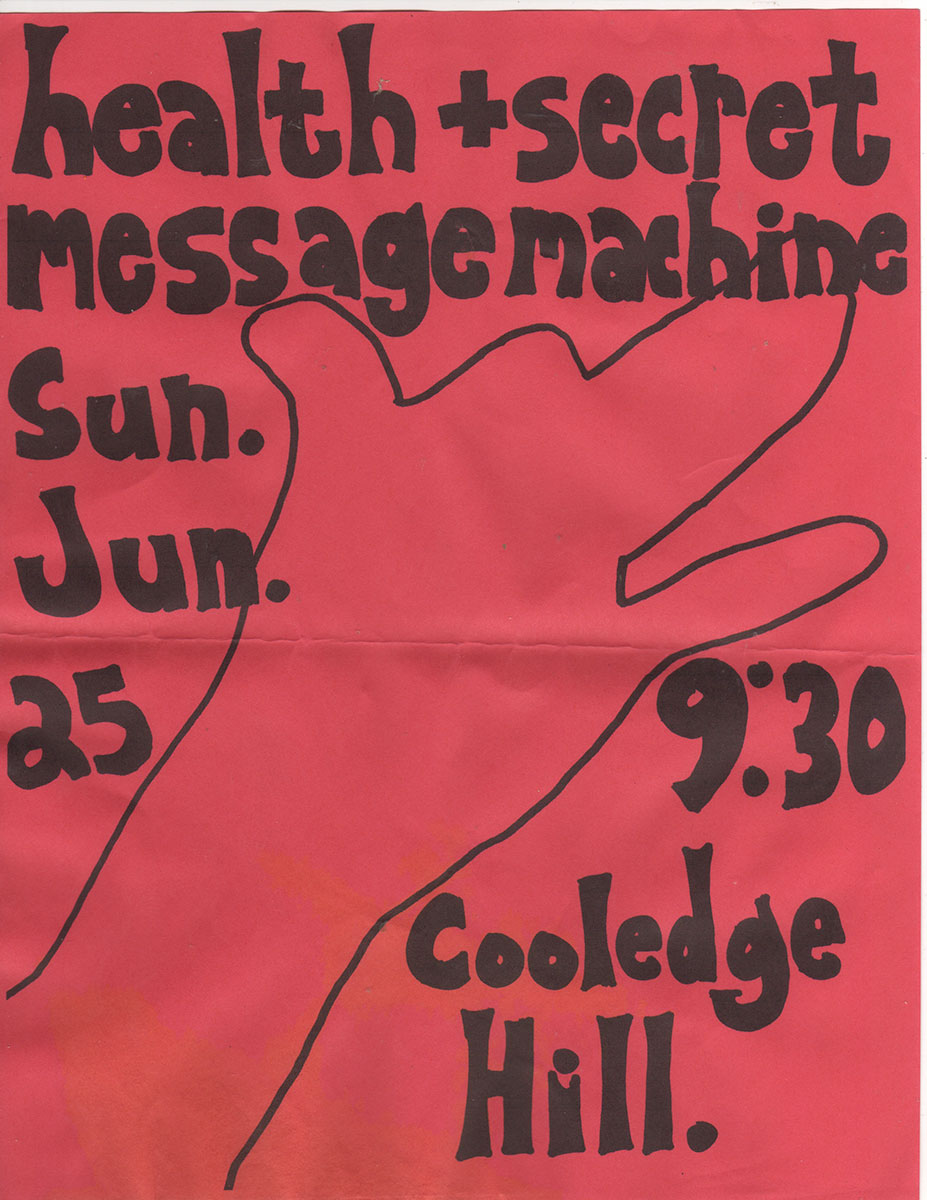 health + secret
message machine
Sun.
Jun.
25
9:30
Cooledge
Hill.